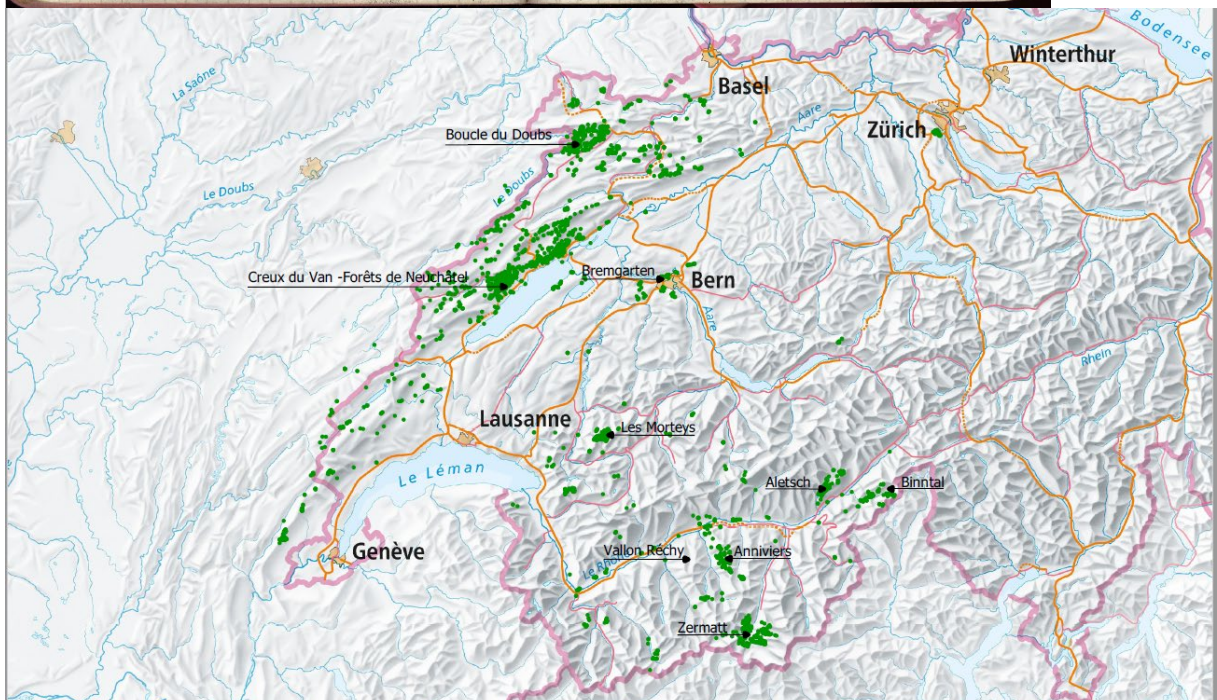 Bodensee
Winterthur
Basel
La Saône
Aare
Zürich
Boucle du Doubs
Le Doubs
Le Doubs
Creux du Van -Forêts de Neuchâtel
Bremgarten
Bern
Aare
Rhein
Lausanne
Les Morteys
Le Léman
Aletsch
Binntal
Genève
Vallon Réchy
Anniviers
Le Rhône
Zermatt